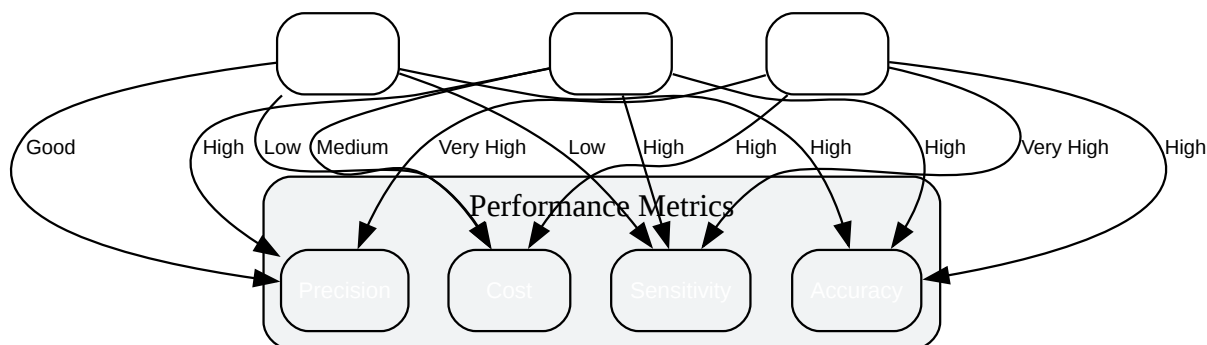 Good
High
Low
Medium
Very High
Low
High
High
High
High
Very High
High
Performance Metrics
Precision
Cost
Sensitivity
Accuracy